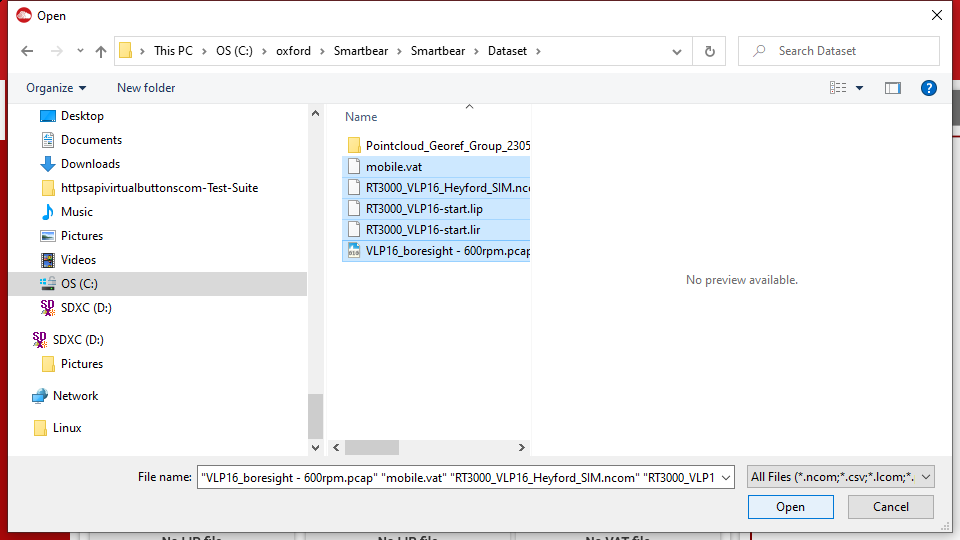 Open
This PC > OS (C:) > oxford > Smartbear > Smartbear > Dataset >
Search Dataset
Organize
New folder
Desktop
Documents
Downloads
httpsapivirtualbuttonscom-Test-Suite
Music
Pictures
Videos
OS (C:)
SDXC (D:)
SDXC (D:)
Pictures
Network
Linux
Name
Pointcloud_Georef_Group_2305
mobile.vat
RT3000_VLP16_Heyford_SIM.nco
RT3000_VLP16-start.lip
RT3000_VLP16-start.lir
VLP16_boresight - 600rpm.pcap
No preview available.
File name:
"VLP16_boresight - 600rpm.pcap" "mobile.vat" "RT3000_VLP16_Heyford_SIM.ncom" "RT3000_VLP1
All Files (*.ncom;*.csv;*.lcom;*.
Open
Cancel